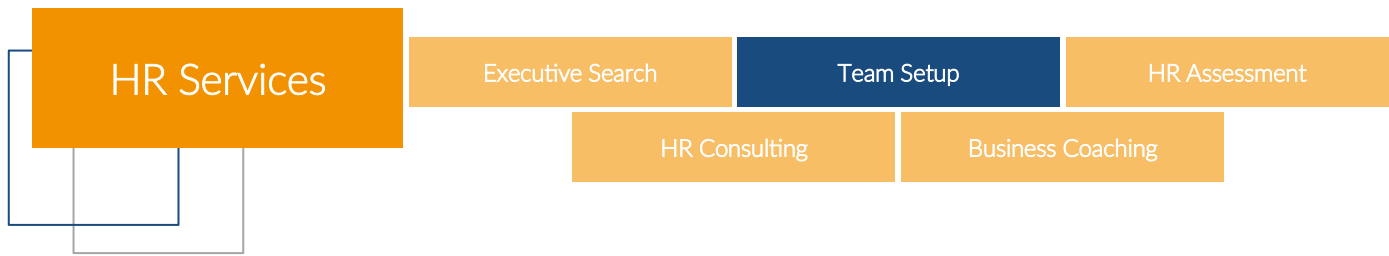 HR Services
Executive Search
Team Setup
HR Assessment
HR Consulting
Business Coaching